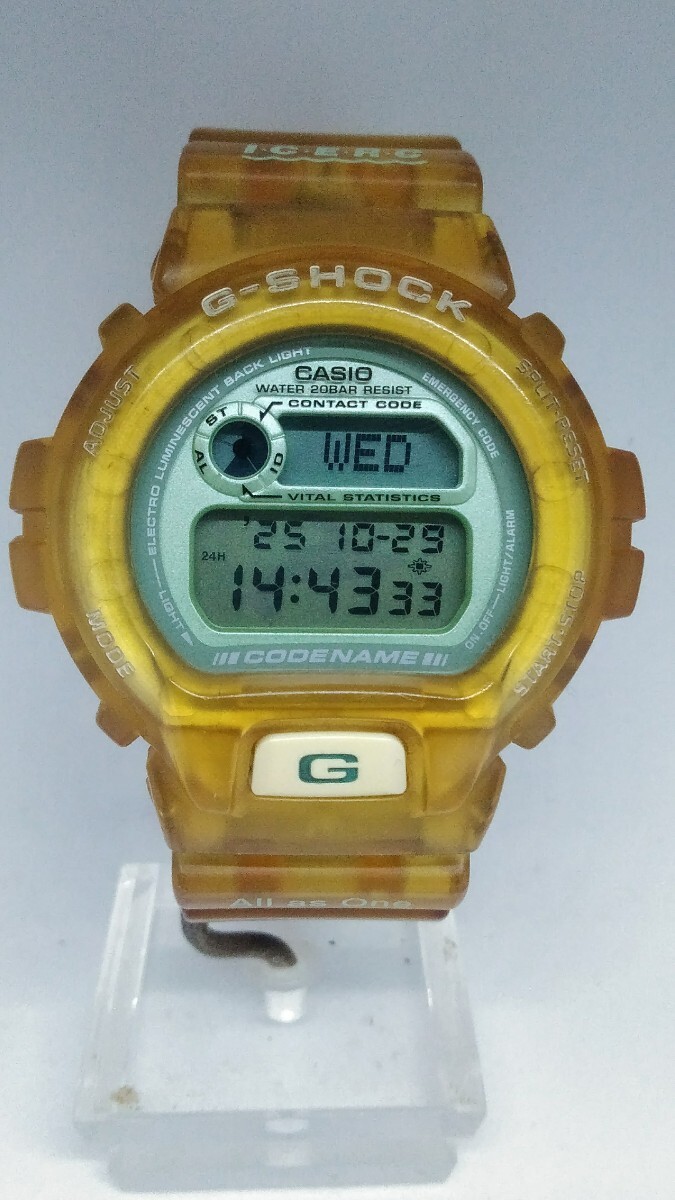 I·C·E·R·C
G-SHOCK
ADJUST
SPLIT·RESET
ELECTRO LUMINESCENT BACK LIGHT
CASIO
WATER 20BAR RESIST
EMERGENCY CODE
CONTACT CODE
ST
AL
ID
WED
VITAL STATISTICS
'25 10-29
24H
14:43 33
LIGHT
ON..OFF
LIGHT/ALARM
MODE
START·STOP
CODENAME
G
All as One